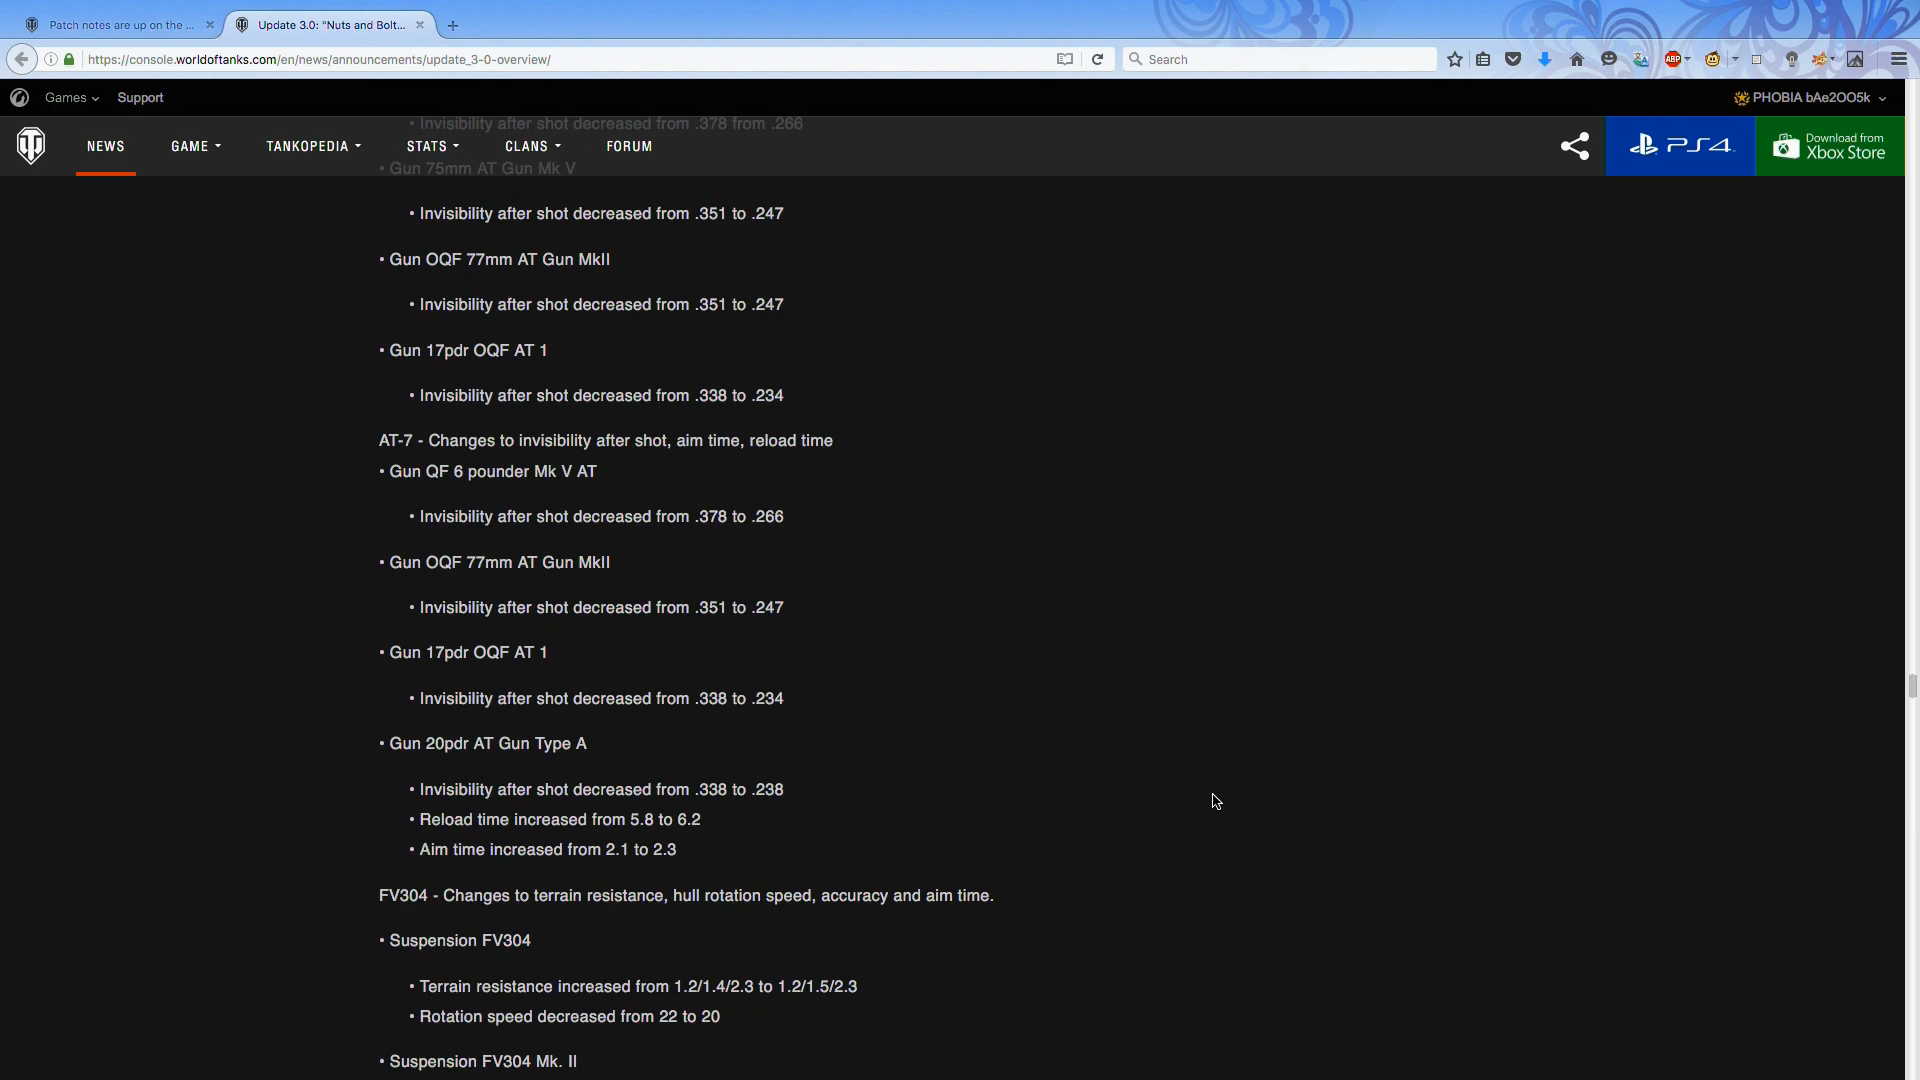 Patch notes are up on the ...
Update 3.0: "Nuts and Bolt...
https://console.worldoftanks.com/en/news/announcements/update_3-0-overview/
Search
ABP
Games
Support
PHOBIA bAe2OO5k
• Invisibility after shot decreased from .378 from .266
NEWS
GAME
TANKOPEDIA
STATS
CLANS
FORUM
PS4
Download from
Xbox Store
• Gun 75mm AT Gun Mk V
• Invisibility after shot decreased from .351 to .247
• Gun OQF 77mm AT Gun MkII
• Invisibility after shot decreased from .351 to .247
• Gun 17pdr OQF AT 1
• Invisibility after shot decreased from .338 to .234
AT-7 - Changes to invisibility after shot, aim time, reload time
• Gun QF 6 pounder Mk V AT
• Invisibility after shot decreased from .378 to .266
• Gun OQF 77mm AT Gun MkII
• Invisibility after shot decreased from .351 to .247
• Gun 17pdr OQF AT 1
• Invisibility after shot decreased from .338 to .234
• Gun 20pdr AT Gun Type A
• Invisibility after shot decreased from .338 to .238
• Reload time increased from 5.8 to 6.2
• Aim time increased from 2.1 to 2.3
FV304 - Changes to terrain resistance, hull rotation speed, accuracy and aim time.
• Suspension FV304
• Terrain resistance increased from 1.2/1.4/2.3 to 1.2/1.5/2.3
• Rotation speed decreased from 22 to 20
• Suspension FV304 Mk. II